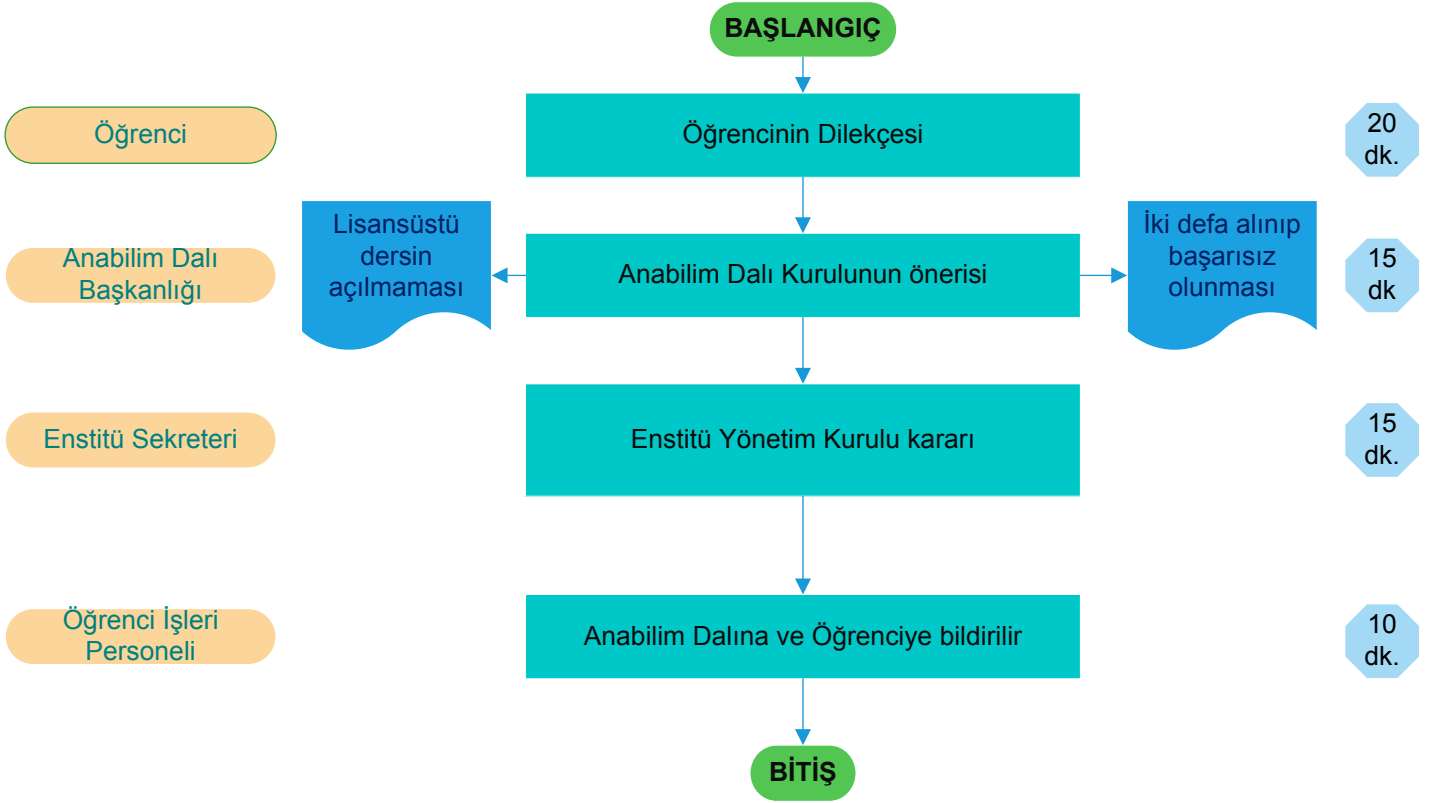 BAŞLANGIÇ
Öğrenci
Öğrencinin Dilekçesi
20
dk.
Lisansüstü
dersin
açılmaması
İki defa alınıp
başarısız
olunması
Anabilim Dalı
Başkanlığı
Anabilim Dalı Kurulunun önerisi
15
dk
Enstitü Sekreteri
Enstitü Yönetim Kurulu kararı
15
dk.
Öğrenci İşleri
Personeli
Anabilim Dalına ve Öğrenciye bildirilir
10
dk.
BİTİŞ